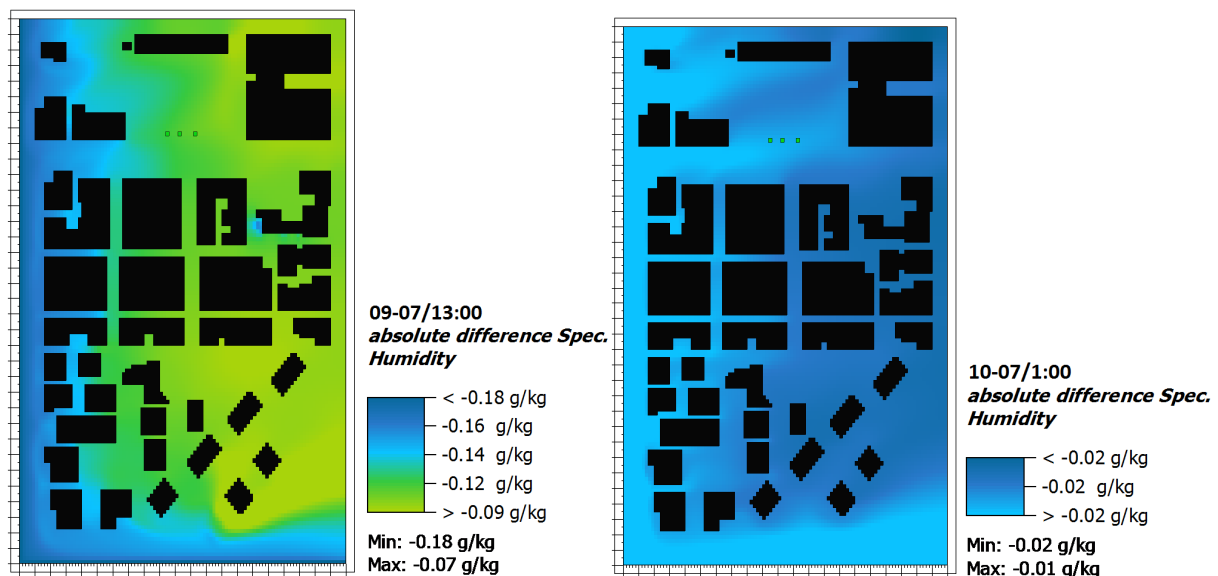 09-07/13:00
absolute difference Spec.
Humidity
< -0.18 g/kg
-0.16 g/kg
-0.14 g/kg
-0.12 g/kg
> -0.09 g/kg
Min: -0.18 g/kg
Max: -0.07 g/kg
10-07/1:00
absolute difference Spec.
Humidity
< -0.02 g/kg
-0.02 g/kg
> -0.02 g/kg
Min: -0.02 g/kg
Max: -0.01 g/kg